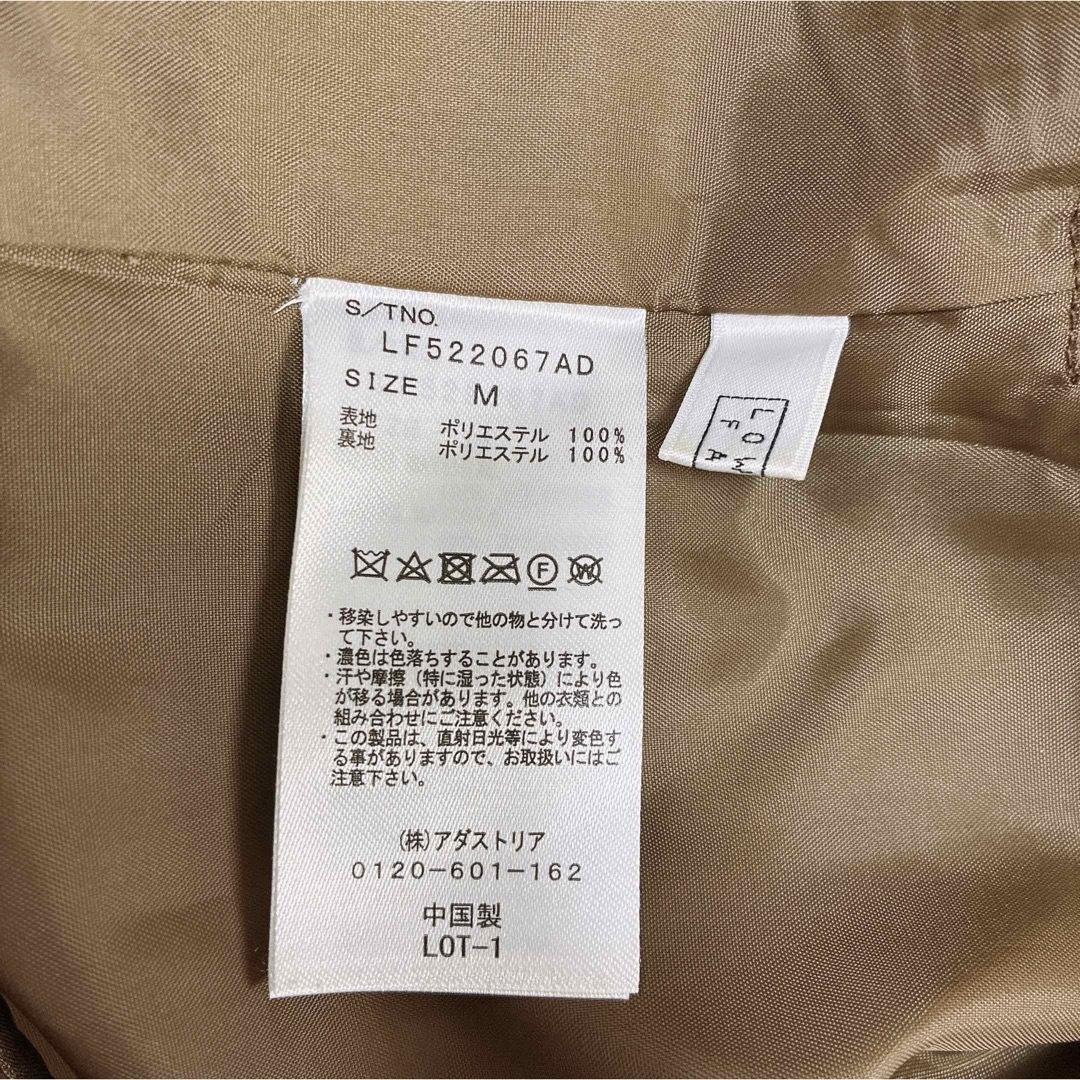 S/TNO.
LF522067AD
SIZE M
表地 ポリエステル 100%
裏地 ポリエステル 100%
F W
・移染しやすいので他の物と分けて洗っ
て下さい。
・濃色は色落ちすることがあります。
・汗や摩擦（特に湿った状態）により色
が移る場合があります。他の衣類との
組み合わせにご注意ください。
・この製品は、直射日光等により変色す
る事がありますので、お取扱いにはご
注意下さい。
(株)アダストリア
0120-601-162
中国製
LOT-1
LOW
FA